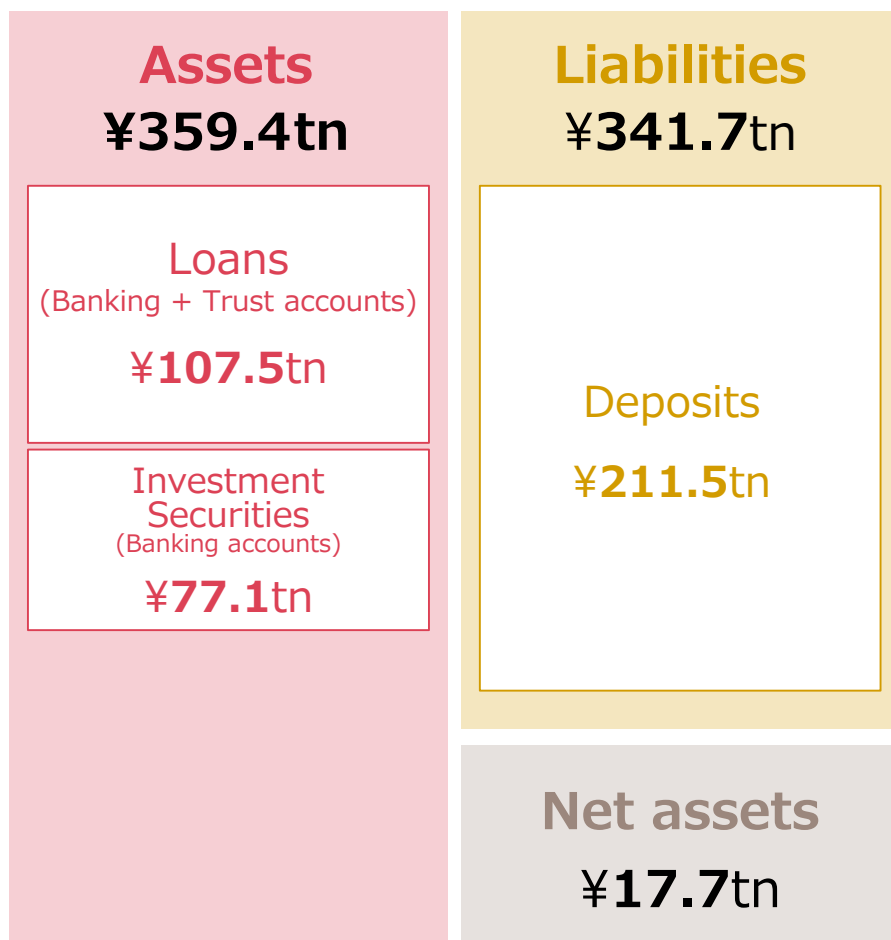 Assets
¥359.4tn
Loans
(Banking + Trust accounts)
¥107.5tn
Investment
Securities
(Banking accounts)
¥77.1tn
Liabilities
¥341.7tn
Deposits
¥211.5tn
Net assets
¥17.7tn